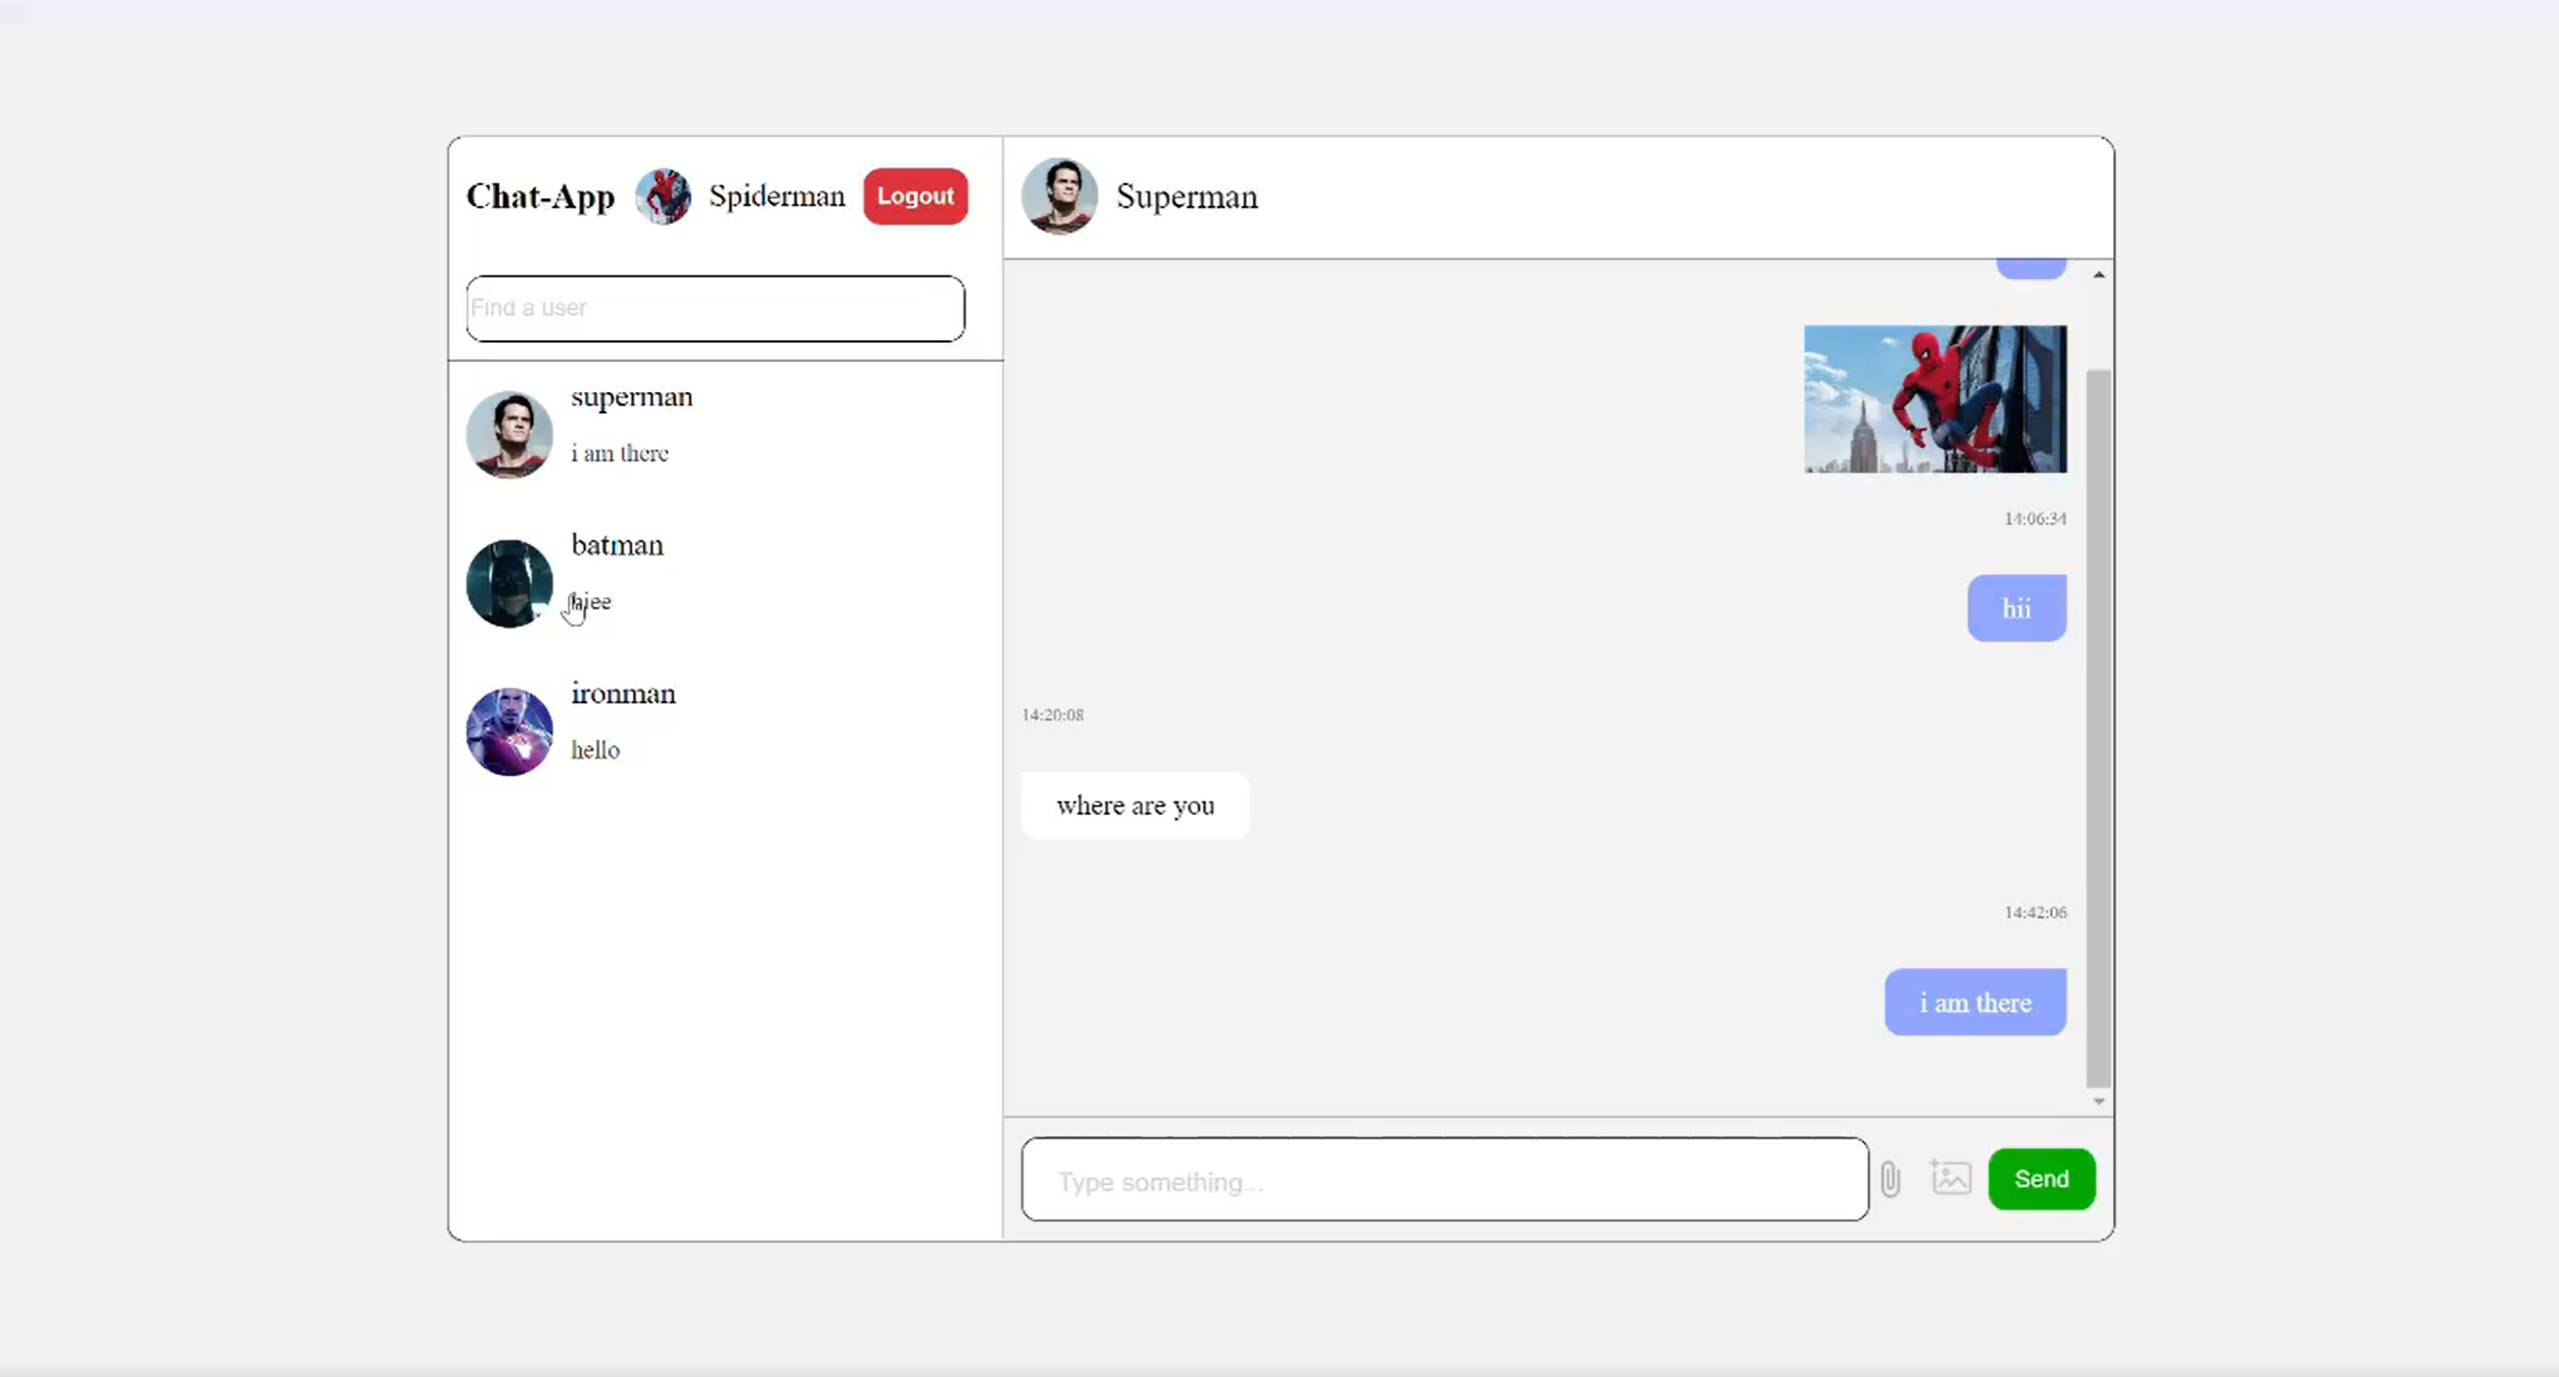 Chat-App Spiderman Logout
Find a user
superman
i am there
batman
ironman
hello
Superman
14:06:34
hii
14:20:08
where are you
14:42:06
i am there
Type something...
Send